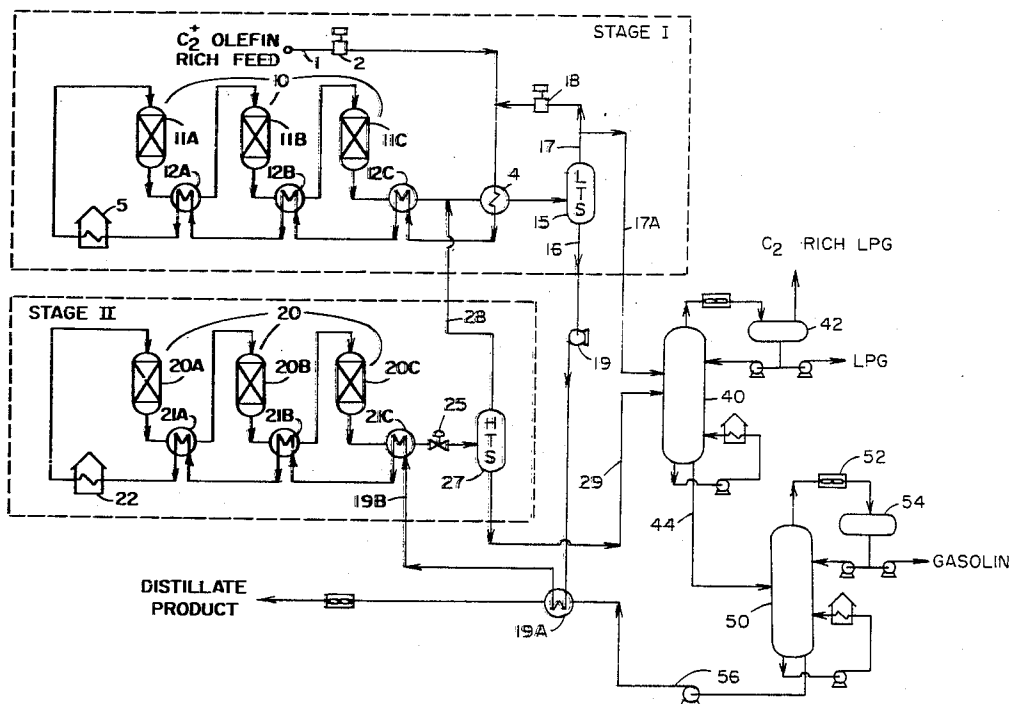 STAGE I
C2+ OLEFIN
RICH FEED
1
2
18
10
11A
11B
11C
17
4
LTS
12A
12B
12C
5
15
16
17A
C2 RICH LPG
STAGE II
28
42
20
19
LPG
20A
20B
20C
40
21A
21B
21C
25
HTS
27
22
19B
29
52
44
54
GASOLIN
DISTILLATE
PRODUCT
50
19A
56